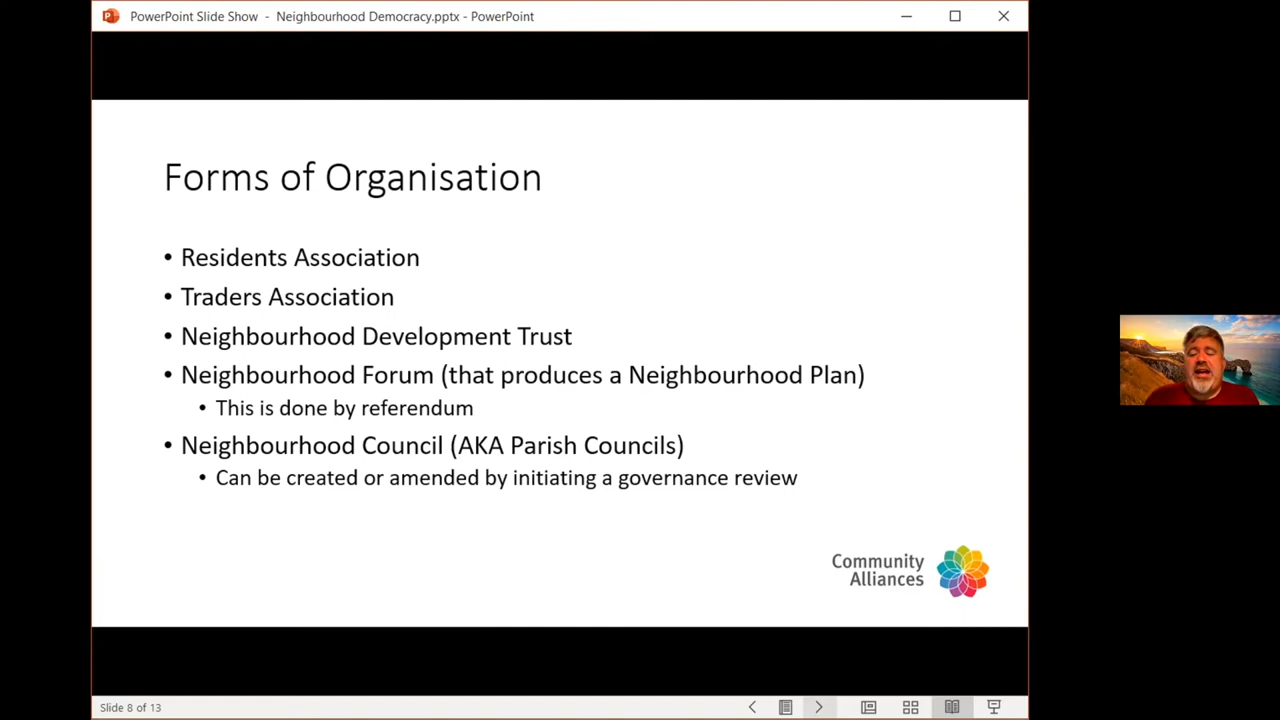 PowerPoint Slide Show - Neighbourhood Democracy.pptx - PowerPoint
Forms of Organisation
• Residents Association
• Traders Association
• Neighbourhood Development Trust
• Neighbourhood Forum (that produces a Neighbourhood Plan)
• This is done by referendum
• Neighbourhood Council (AKA Parish Councils)
• Can be created or amended by initiating a governance review
Community
Alliances
Slide 8 of 13